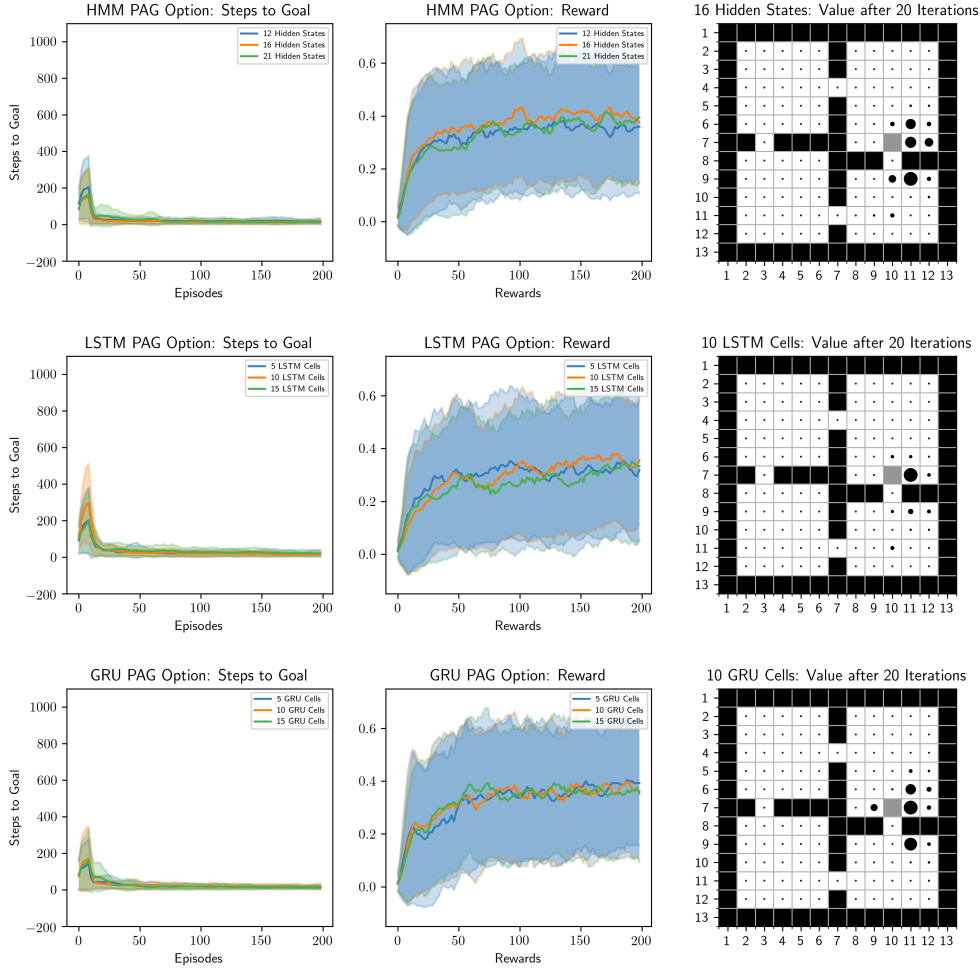 HMM PAG Option: Steps to Goal
1000
800
600
400
200
0
−200
0 50 100 150 200
Steps to Goal
Episodes
12 Hidden States
16 Hidden States
21 Hidden States
HMM PAG Option: Reward
0.6
0.4
0.2
0.0
0 50 100 150 200
Rewards
12 Hidden States
16 Hidden States
21 Hidden States
16 Hidden States: Value after 20 Iterations
1
2
3
4
5
6
7
8
9
10
11
12
13
1 2 3 4 5 6 7 8 9 10 11 12 13
LSTM PAG Option: Steps to Goal
1000
800
600
400
200
0
−200
0 50 100 150 200
Steps to Goal
Episodes
5 LSTM Cells
10 LSTM Cells
15 LSTM Cells
LSTM PAG Option: Reward
0.6
0.4
0.2
0.0
0 50 100 150 200
Rewards
5 LSTM Cells
10 LSTM Cells
15 LSTM Cells
10 LSTM Cells: Value after 20 Iterations
1
2
3
4
5
6
7
8
9
10
11
12
13
1 2 3 4 5 6 7 8 9 10 11 12 13
GRU PAG Option: Steps to Goal
1000
800
600
400
200
0
−200
0 50 100 150 200
Steps to Goal
Episodes
5 GRU Cells
10 GRU Cells
15 GRU Cells
GRU PAG Option: Reward
0.6
0.4
0.2
0.0
0 50 100 150 200
Rewards
5 GRU Cells
10 GRU Cells
15 GRU Cells
10 GRU Cells: Value after 20 Iterations
1
2
3
4
5
6
7
8
9
10
11
12
13
1 2 3 4 5 6 7 8 9 10 11 12 13